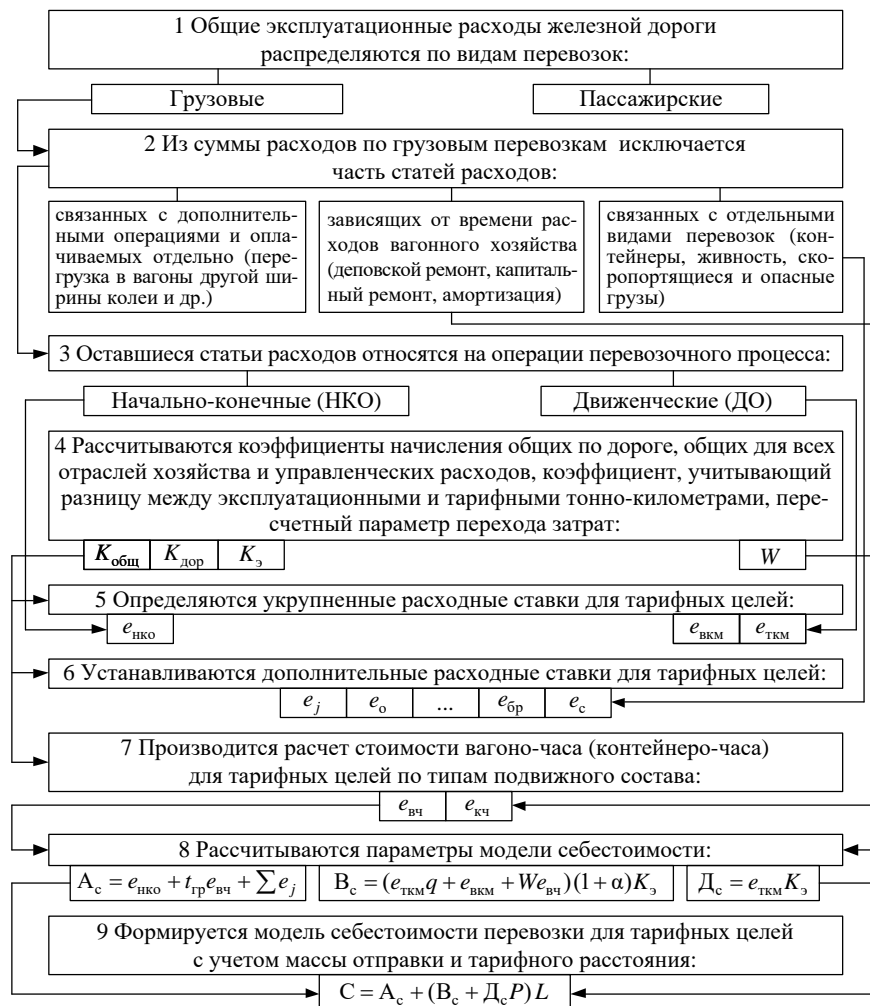 1 Общие эксплуатационные расходы железной дороги
распределяются по видам перевозок:
Грузовые
Пассажирские
2 Из суммы расходов по грузовым перевозкам исключается
часть статей расходов:
связанных с дополнитель-
ными операциями и опла-
чиваемых отдельно (пере-
грузка в вагоны другой ши-
рины колеи и др.)
зависящих от времени рас-
ходов вагонного хозяйства
(деповской ремонт, капиталь-
ный ремонт, амортизация)
связанных с отдельными
видами перевозок (кон-
тейнеры, живность, ско-
ропортящиеся и опасные
грузы)
3 Оставшиеся статьи расходов относятся на операции перевозочного процесса:
Начально-конечные (НКО)
Движенческие (ДО)
4 Рассчитываются коэффициенты начисления общих по дороге, общих для всех
отраслей хозяйства и управленческих расходов, коэффициент, учитывающий
разницу между эксплуатационными и тарифными тонно-километрами, пере-
счетный параметр перехода затрат:
K_общ K_дор K_э W
5 Определяются укрупненные расходные ставки для тарифных целей:
e_нко e_вкм e_ткм
6 Устанавливаются дополнительные расходные ставки для тарифных целей:
e_j e_о ... e_бр e_с
7 Производится расчет стоимости вагоно-часа (контейнеро-часа)
для тарифных целей по типам подвижного состава:
e_вч e_кч
8 Рассчитываются параметры модели себестоимости:
А_с = e_нко + t_гр e_вч + ∑ e_j
В_с = (e_ткм q + e_вкм + W e_вч)(1 + α) K_э
Д_с = e_ткм K_э
9 Формируется модель себестоимости перевозки для тарифных целей
с учетом массы отправки и тарифного расстояния:
С = А_с + (В_с + Д_с P) L